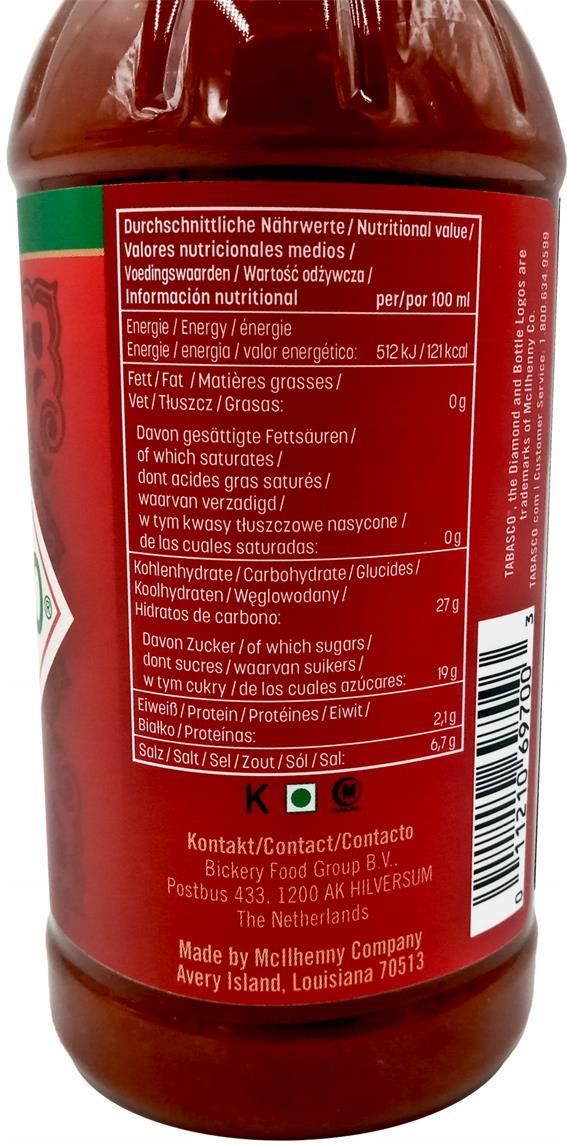 Durchschnittliche Nährwerte / Nutritional value /
Valores nutricionales medios /
Voedingswaarden / Wartość odżywcza /
Información nutritional per/por 100 ml
Energie / Energy / énergie
Energie / energia / valor energético: 512 kJ / 121 kcal
Fett / Fat / Matières grasses /
Vet / Tłuszcz / Grasas: 0 g
Davon gesättigte Fettsäuren /
of which saturates /
dont acides gras saturés /
waarvan verzadigd /
w tym kwasy tłuszczowe nasycone /
de las cuales saturadas: 0 g
Kohlenhydrate / Carbohydrate / Glucides /
Koolhydraten / Węglowodany /
Hidratos de carbono: 27 g
Davon Zucker / of which sugars /
dont sucres / waarvan suikers /
w tym cukry / de los cuales azúcares: 19 g
Eiweiß / Protein / Protéines / Eiwit /
Białko / Proteínas: 2,1 g
Salz / Salt / Sel / Zout / Sól / Sal: 6,7 g
K
Kontakt/Contact/Contacto
Bickery Food Group B.V..
Postbus 433. 1200 AK HILVERSUM
The Netherlands
Made by McIlhenny Company
Avery Island, Louisiana 70513
TABASCO®, the Diamond and Bottle Logos are
trademarks of McIlhenny Co.
TABASCO.com | Customer Service: 1 800 634 9599
0 11210 69700 3